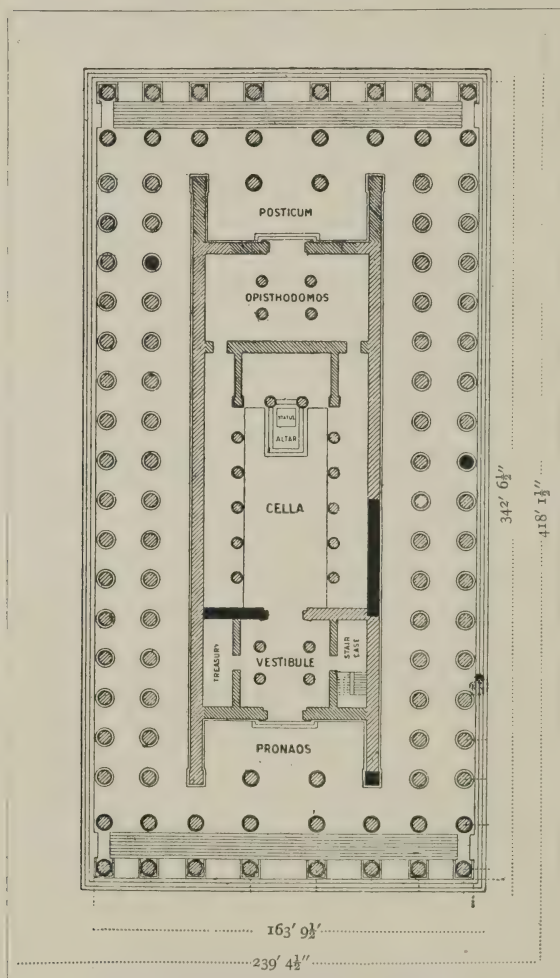 POSTICUM
OPISTHODOMOS
STATUE
ALTAR
CELLA
342' 6½"
418' 1½"
TREASURY
VESTIBULE
STAIR
CASE
PRONAOS
163' 9½'
239' 4½"